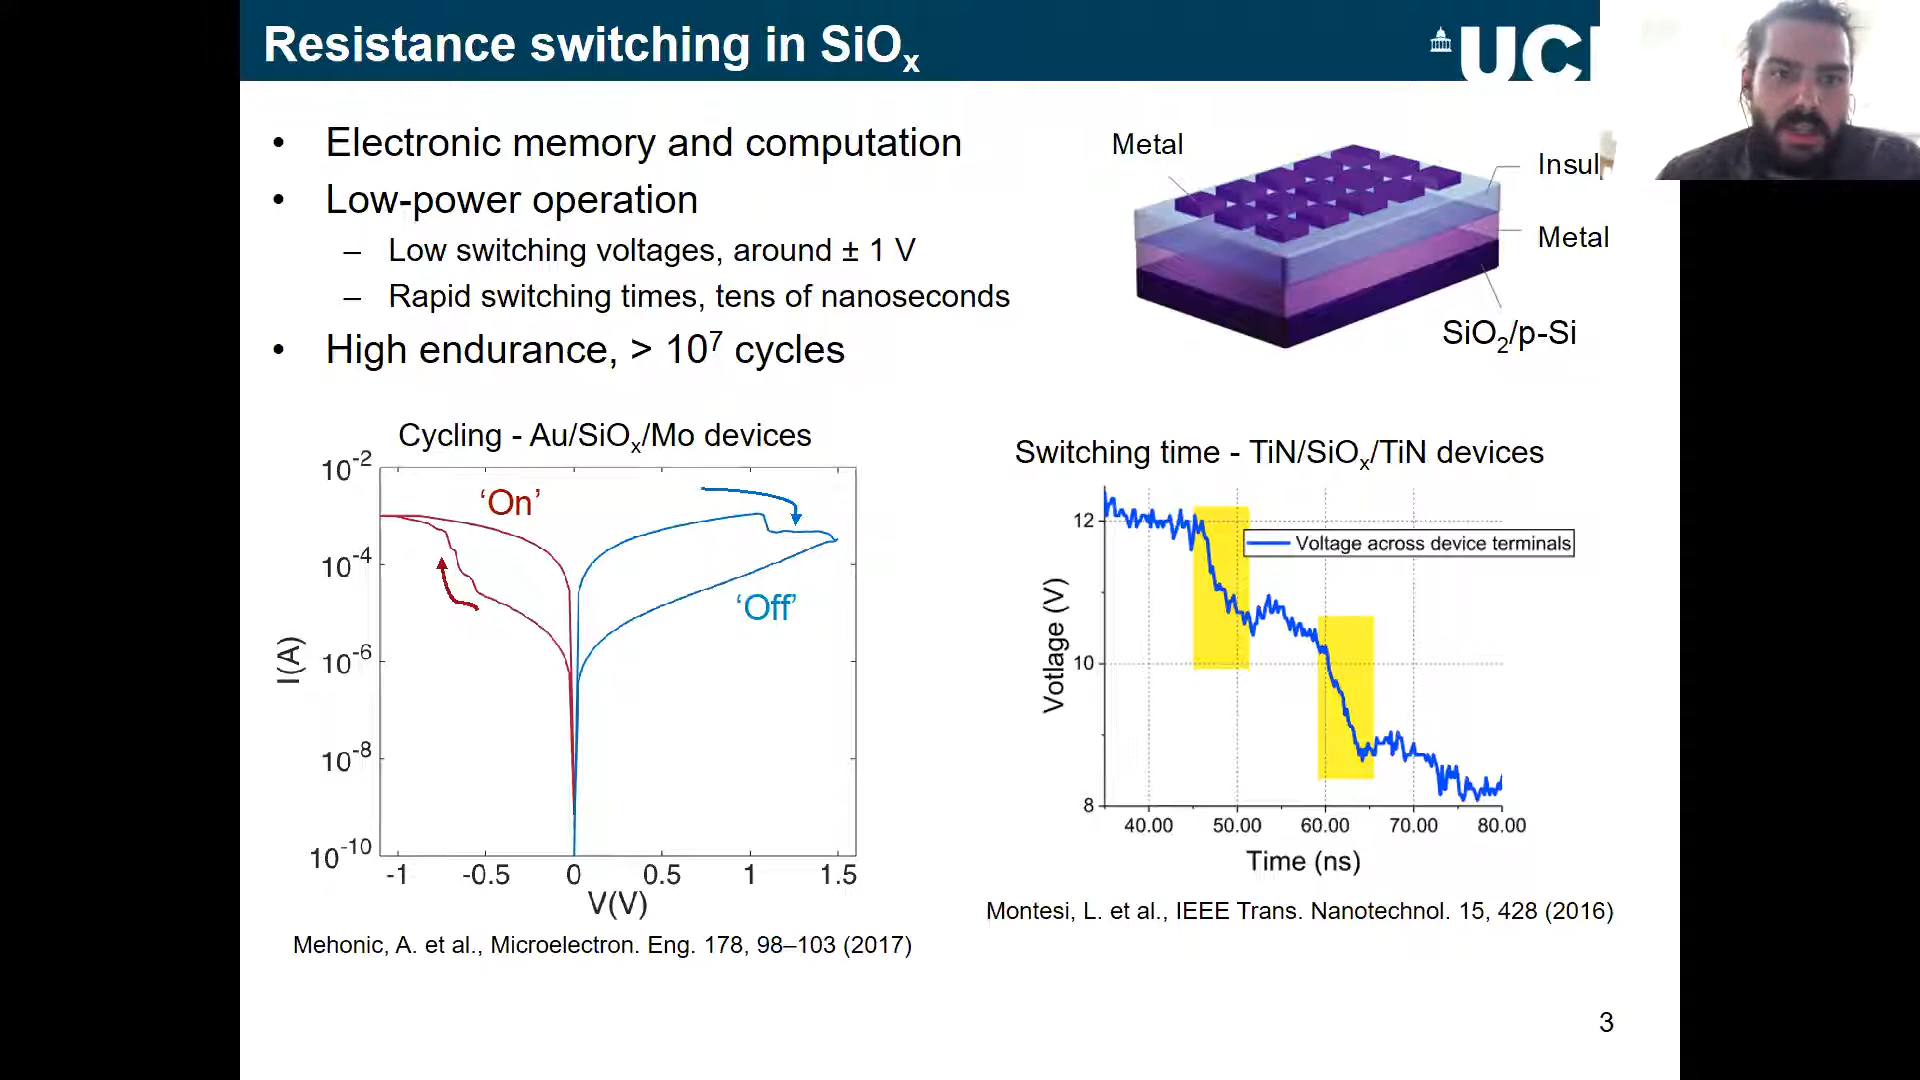 Resistance switching in SiOₓ
UC
• Electronic memory and computation
• Low-power operation
– Low switching voltages, around ± 1 V
– Rapid switching times, tens of nanoseconds
• High endurance, > 10⁷ cycles
Metal
Insul
Metal
SiO₂/p-Si
Cycling - Au/SiOₓ/Mo devices
10⁻²
10⁻⁴
10⁻⁶
10⁻⁸
10⁻¹⁰
I(A)
‘On’
‘Off’
-1 -0.5 0 0.5 1 1.5
V(V)
Mehonic, A. et al., Microelectron. Eng. 178, 98–103 (2017)
Switching time - TiN/SiOₓ/TiN devices
12
10
8
Votlage (V)
Voltage across device terminals
40.00 50.00 60.00 70.00 80.00
Time (ns)
Montesi, L. et al., IEEE Trans. Nanotechnol. 15, 428 (2016)
3